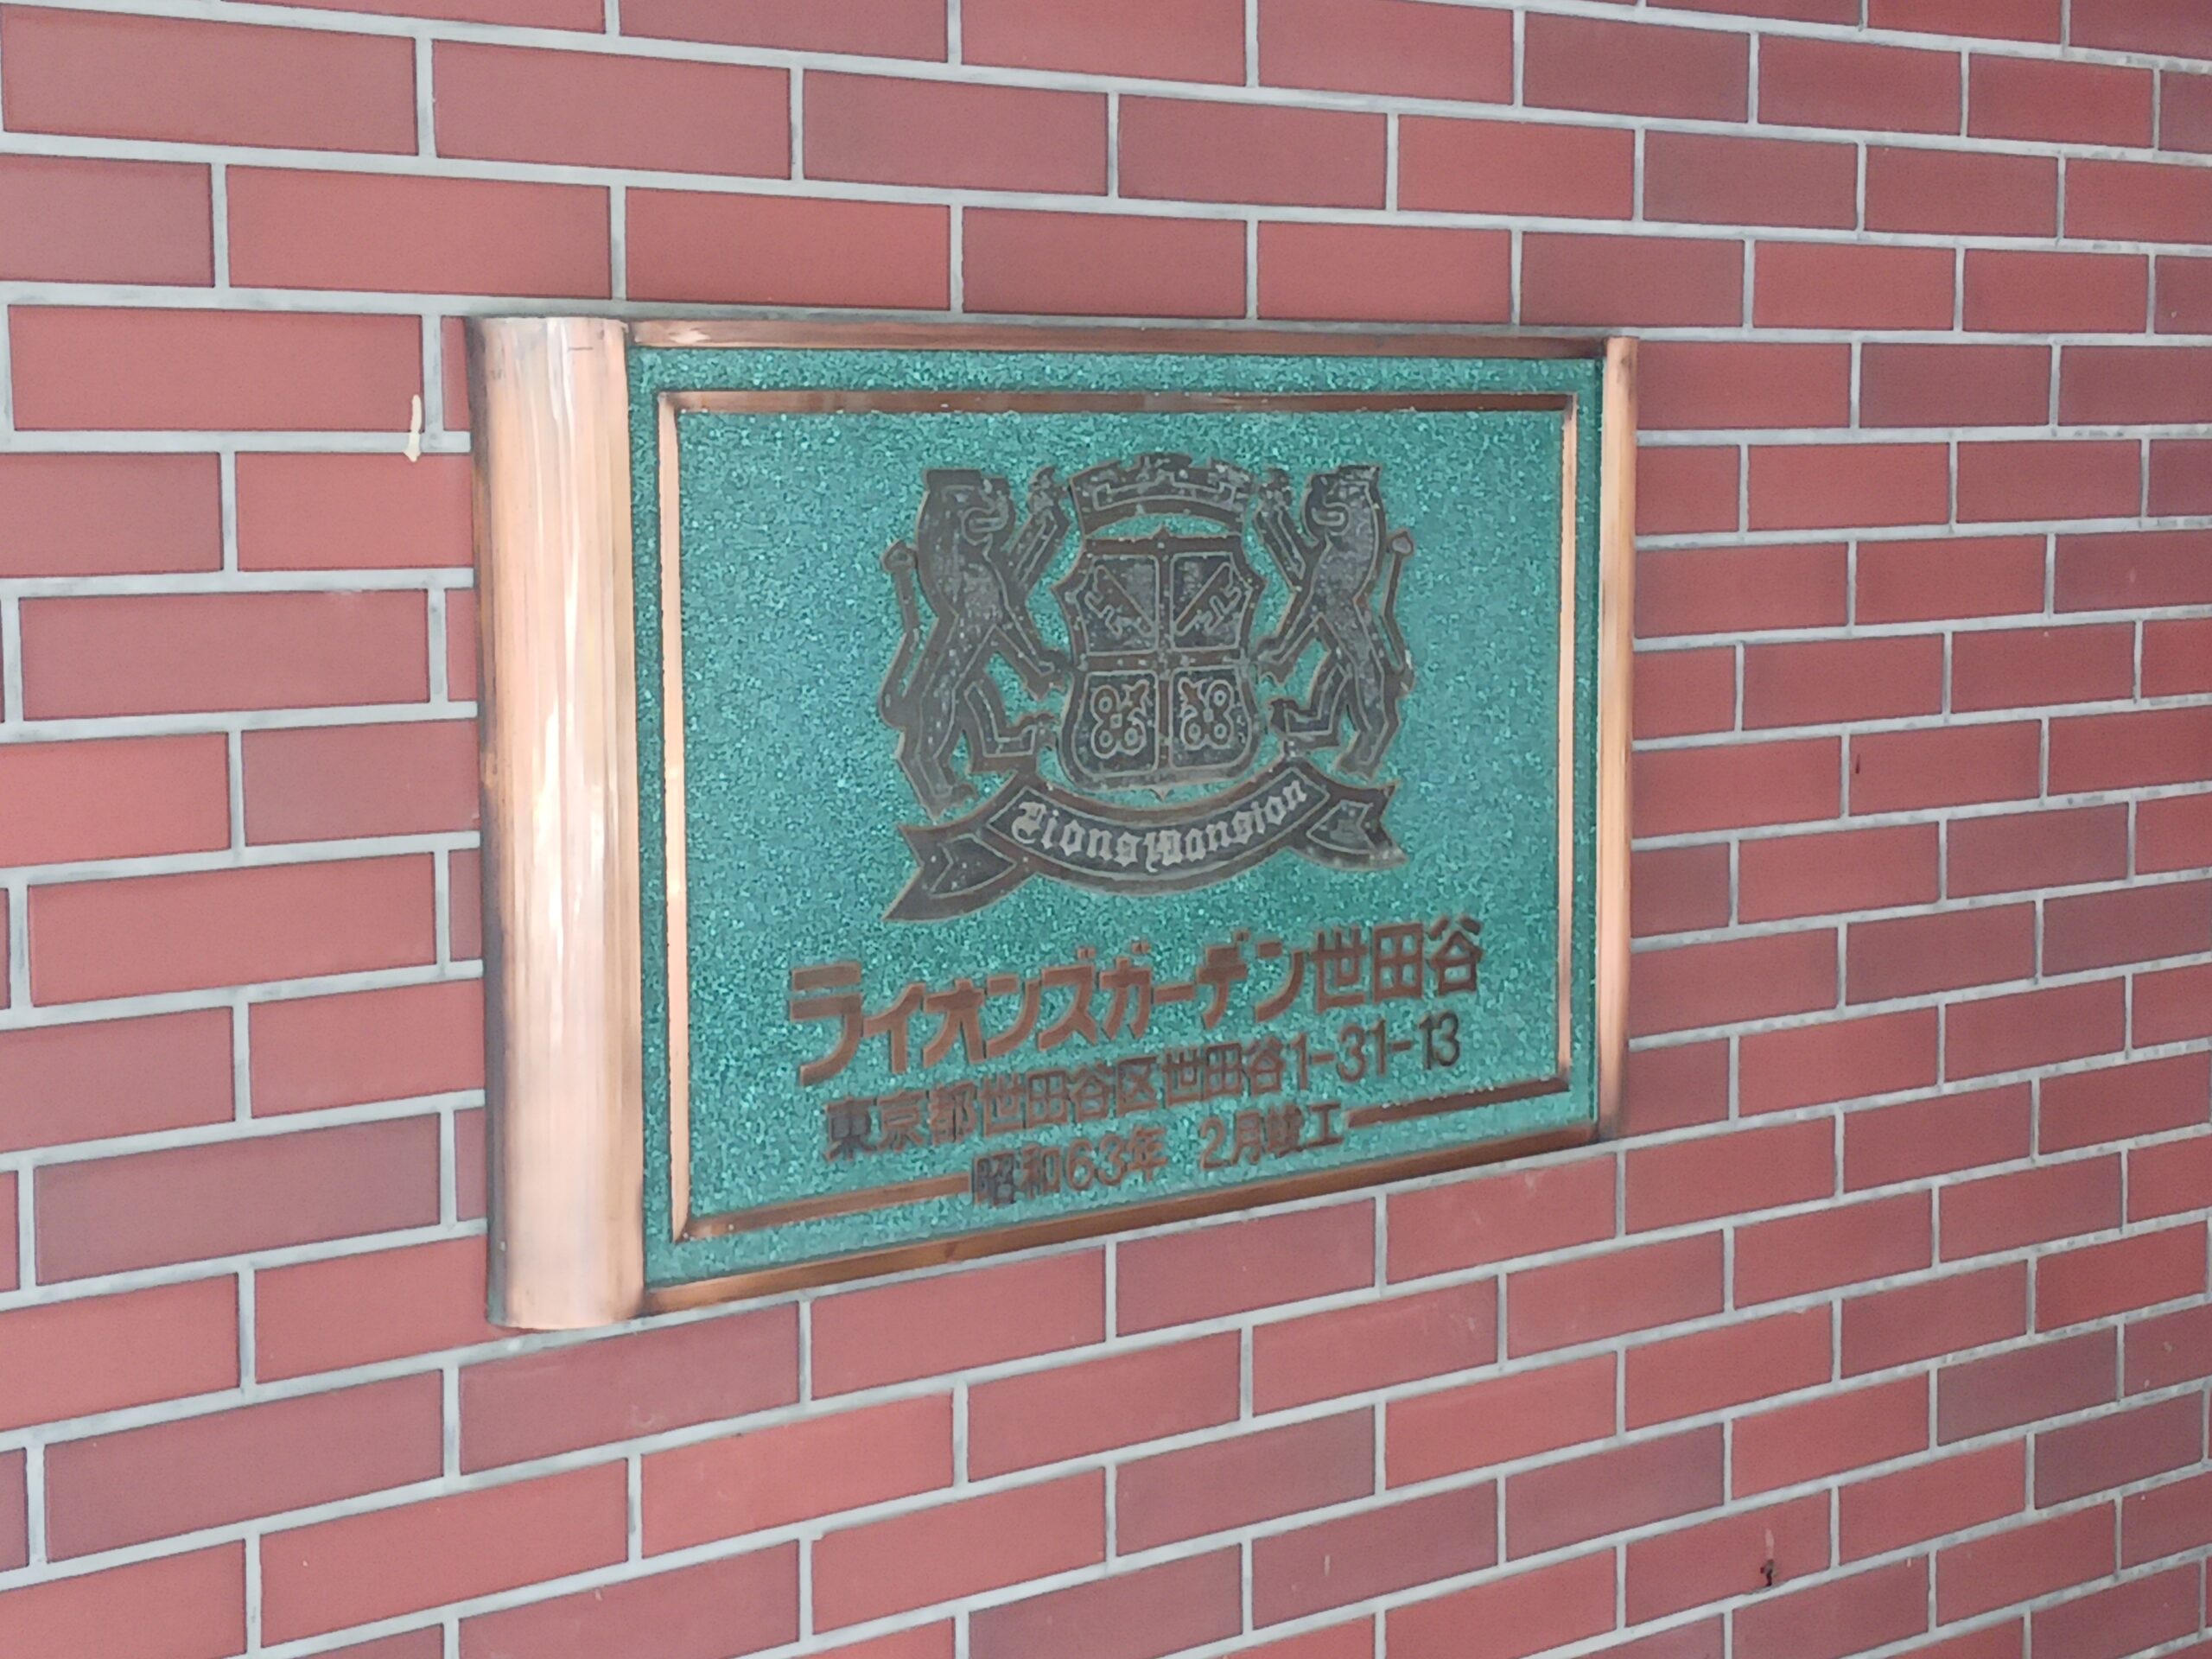 Lions Mansion
ライオンズガーデン世田谷
東京都世田谷区世田谷1-31-13
昭和63年 2月竣工